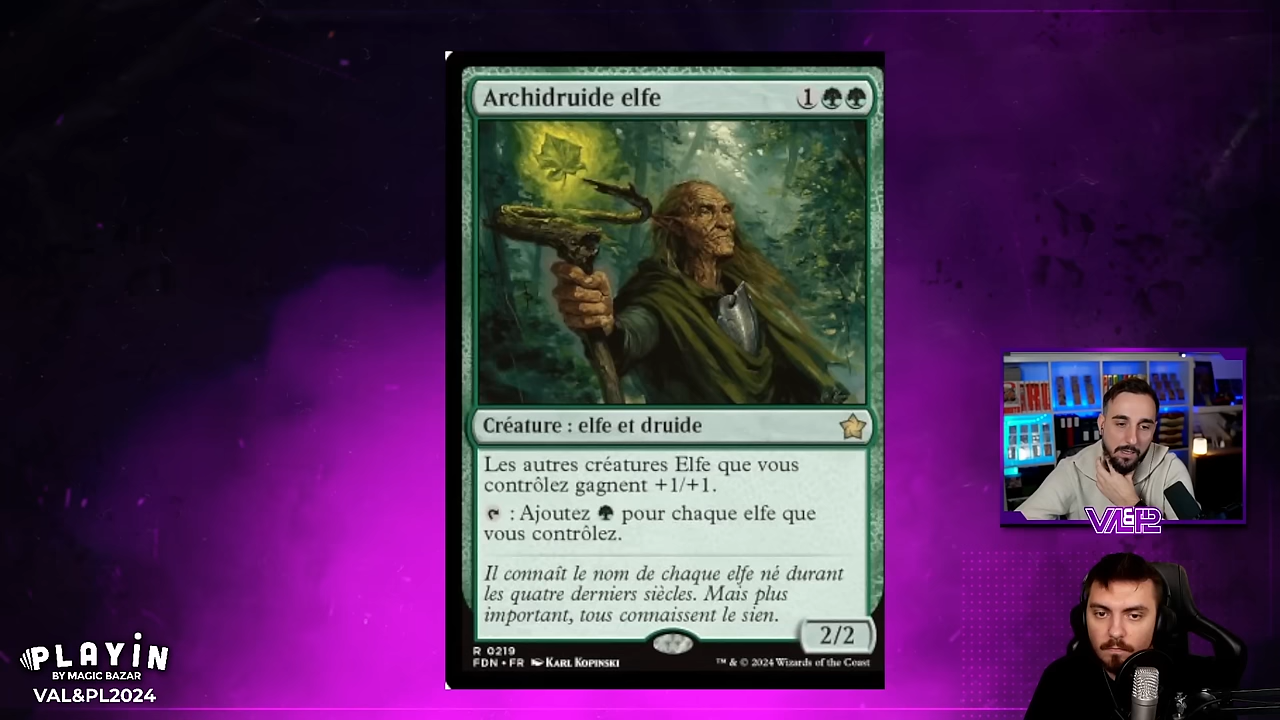 Archidruide elfe
1
Créature : elfe et druide
Les autres créatures Elfe que vous
contrôlez gagnent +1/+1.
: Ajoutez pour chaque elfe que
vous contrôlez.
Il connaît le nom de chaque elfe né durant
les quatre derniers siècles. Mais plus
important, tous connaissent le sien.
2/2
R 0219
FDN • FR KARL KOPINSKI
™ & © 2024 Wizards of the Coast
VAL&PL
PLAYIN
BY MAGIC BAZAR
VAL&PL2024